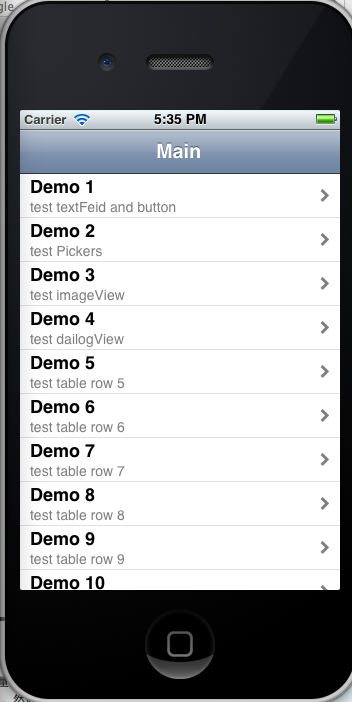 gle
Carrier 5:35 PM
Main
Demo 1
test textFeid and button
Demo 2
test Pickers
Demo 3
test imageView
Demo 4
test dailogView
Demo 5
test table row 5
Demo 6
test table row 6
Demo 7
test table row 7
Demo 8
test table row 8
Demo 9
test table row 9
Demo 10